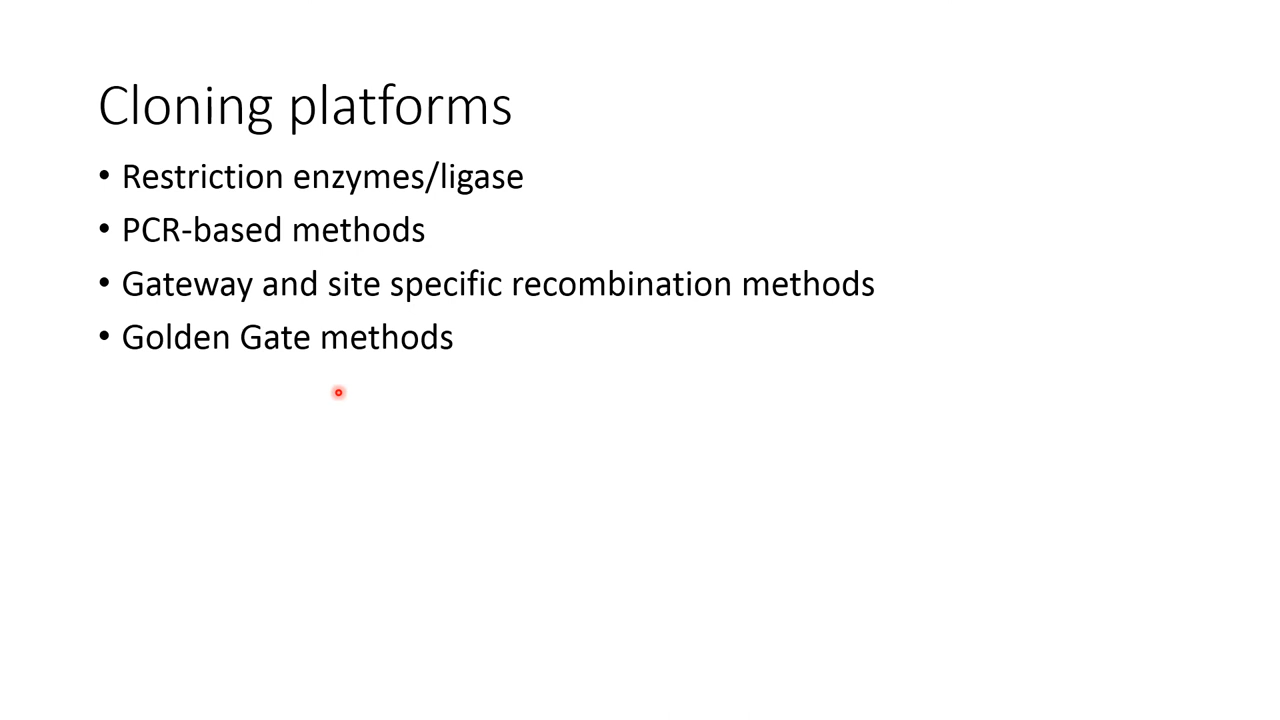 Cloning platforms
• Restriction enzymes/ligase
• PCR-based methods
• Gateway and site specific recombination methods
• Golden Gate methods